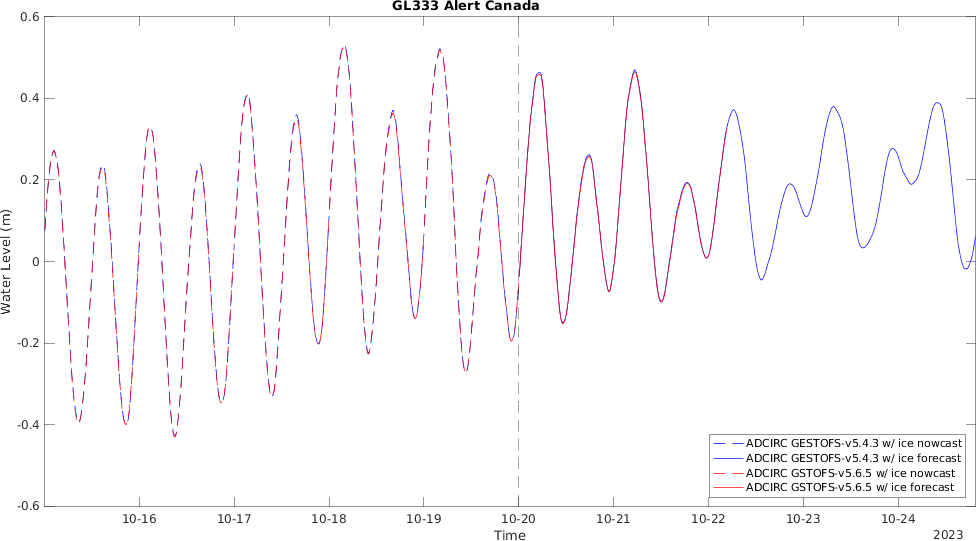 GL333 Alert Canada
0.6
0.4
0.2
0
-0.2
-0.4
-0.6
Water Level (m)
ADCIRC GESTOFS-v5.4.3 w/ ice nowcast
ADCIRC GESTOFS-v5.4.3 w/ ice forecast
ADCIRC GSTOFS-v5.6.5 w/ ice nowcast
ADCIRC GSTOFS-v5.6.5 w/ ice forecast
10-16 10-17 10-18 10-19 10-20 10-21 10-22 10-23 10-24
Time
2023